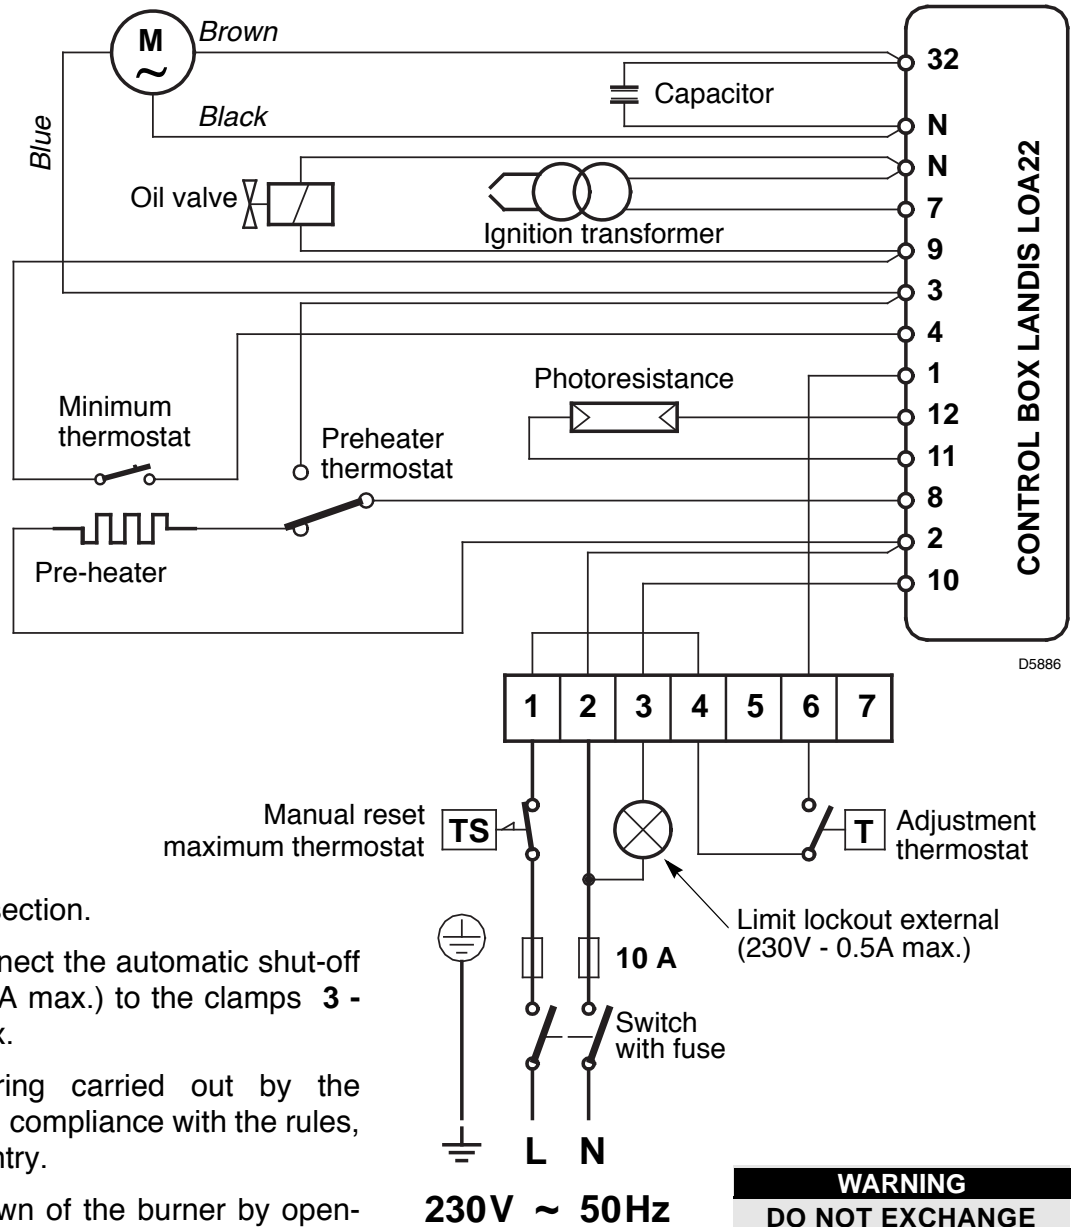 M
~
Brown
Black
Blue
Capacitor
Oil valve
Ignition transformer
32
N
N
7
9
3
4
1
12
11
8
2
10
CONTROL BOX LANDIS LOA22
Photoresistance
Minimum
thermostat
Preheater
thermostat
Pre-heater
D5886
1 2 3 4 5 6 7
Manual reset
maximum thermostat
TS
T
Adjustment
thermostat
Limit lockout external
(230V - 0.5A max.)
10 A
Switch
with fuse
L N
230V ~ 50Hz
section.
nect the automatic shut-off
A max.) to the clamps 3 -
x.
ring carried out by the
compliance with the rules,
ntry.
wn of the burner by open-
WARNING
DO NOT EXCHANGE